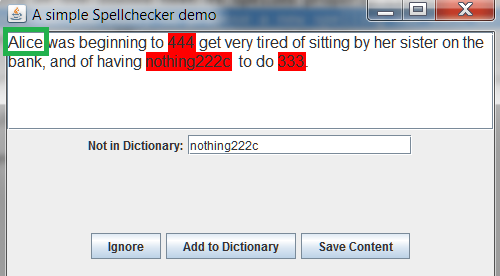 A simple Spellchecker demo
Alice was beginning to 444 get very tired of sitting by her sister on the
bank, and of having nothing222c to do 333.
Not in Dictionary: nothing222c
Ignore Add to Dictionary Save Content